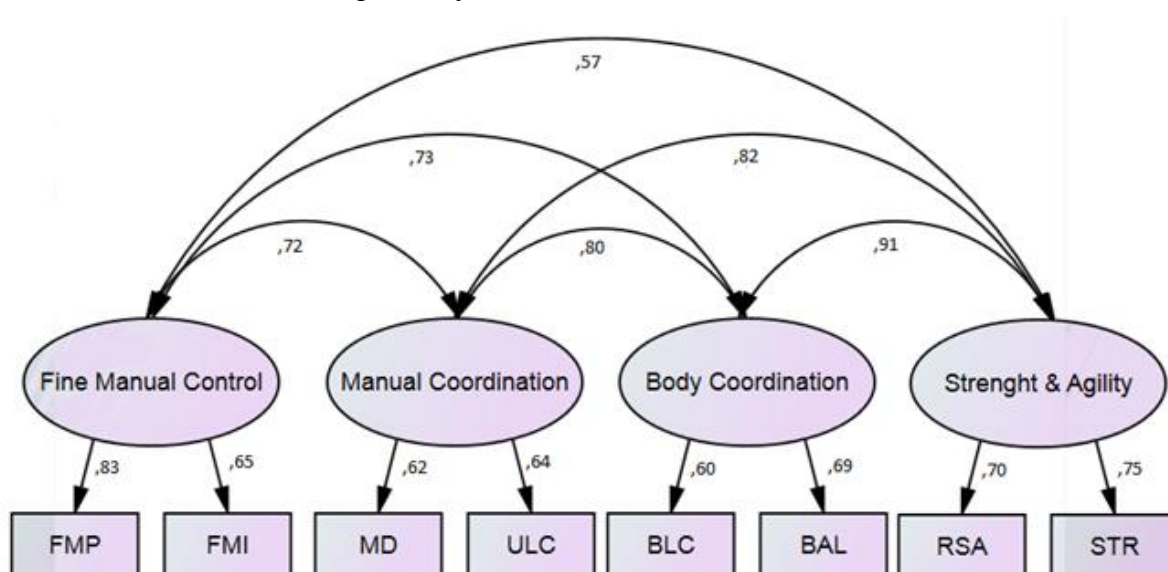 ,57
,73
,82
,72
,80
,91
Fine Manual Control
Manual Coordination
Body Coordination
Strenght & Agility
,83
,65
,62
,64
,60
,69
,70
,75
FMP
FMI
MD
ULC
BLC
BAL
RSA
STR